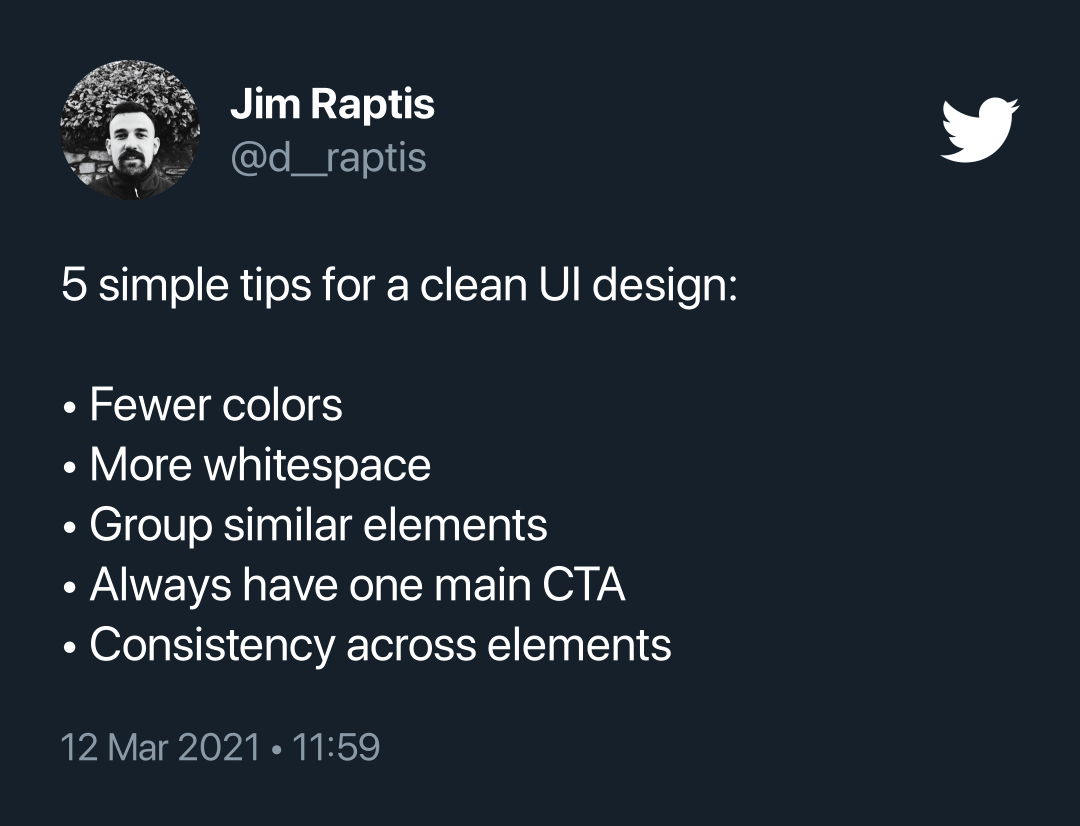 Jim Raptis
@d__raptis
5 simple tips for a clean UI design:
• Fewer colors
• More whitespace
• Group similar elements
• Always have one main CTA
• Consistency across elements
12 Mar 2021 • 11:59